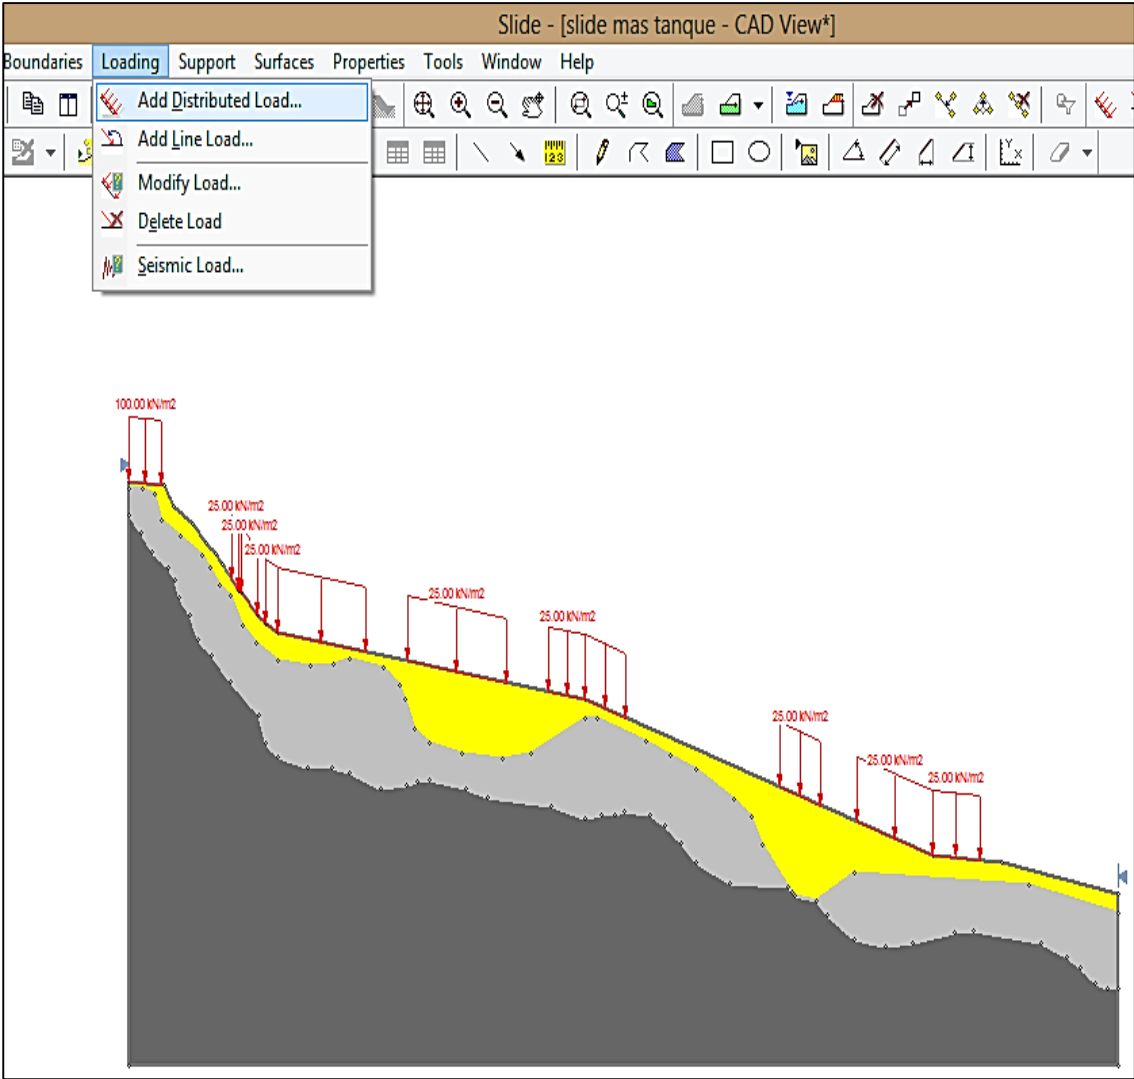 Slide - [slide mas tanque - CAD View*]
Boundaries Loading Support Surfaces Properties Tools Window Help
Add Distributed Load...
Add Line Load...
Modify Load...
Delete Load
Seismic Load...
123
100.00 kN/m2
25.00 kN/m2
25.00 kN/m2
25.00 kN/m2
25.00 kN/m2
25.00 kN/m2
25.00 kN/m2
25.00 kN/m2
25.00 kN/m2